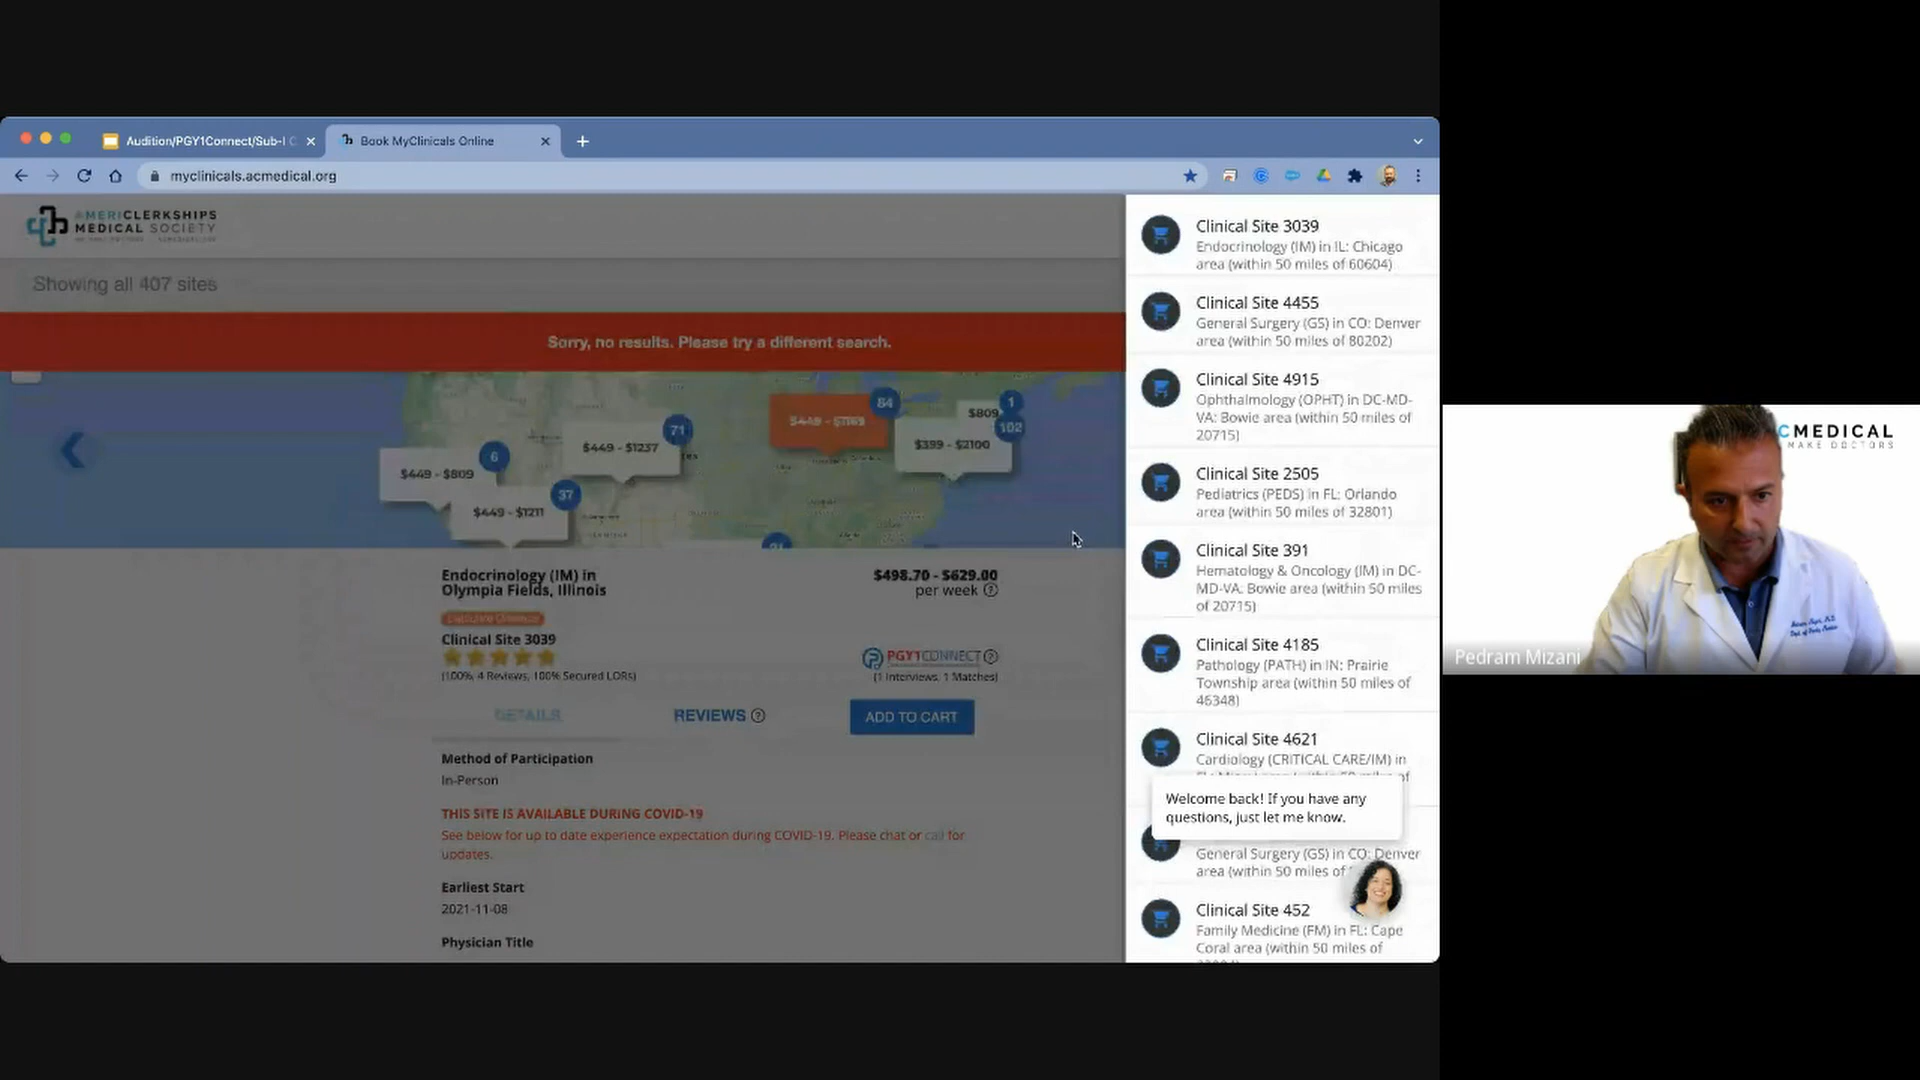 Audition/PGY1Connect/Sub-I C
Book MyClinicals Online
myclinicals.acmedical.org
AMERICLERKSHIPS
MEDICAL SOCIETY
Showing all 407 sites
Sorry, no results. Please try a different search.
84
$809
1
71
$449 - $1169
102
$449 - $1237
$399 - $2100
6
$449 - $809
37
$449 - $1211
21
Endocrinology (IM) in
Olympia Fields, Illinois
$498.70 - $629.00
per week
Clinical Site 3039
PGY1CONNECT
(100%, 4 Reviews, 100% Secured LORs)
(1 Interviews, 1 Matches)
DETAILS
REVIEWS
ADD TO CART
Method of Participation
In-Person
THIS SITE IS AVAILABLE DURING COVID-19
See below for up to date experience expectation during COVID-19. Please chat or call for
updates.
Earliest Start
2021-11-08
Physician Title
Clinical Site 3039
Endocrinology (IM) in IL: Chicago
area (within 50 miles of 60604)
Clinical Site 4455
General Surgery (GS) in CO: Denver
area (within 50 miles of 80202)
Clinical Site 4915
Ophthalmology (OPHT) in DC-MD-
VA: Bowie area (within 50 miles of
20715)
Clinical Site 2505
Pediatrics (PEDS) in FL: Orlando
area (within 50 miles of 32801)
Clinical Site 391
Hematology & Oncology (IM) in DC-
MD-VA: Bowie area (within 50 miles
of 20715)
Clinical Site 4185
Pathology (PATH) in IN: Prairie
Township area (within 50 miles of
46348)
Clinical Site 4621
Cardiology (CRITICAL CARE/IM) in
Welcome back! If you have any
questions, just let me know.
General Surgery (GS) in CO: Denver
area (within 50 miles of
Clinical Site 452
Family Medicine (FM) in FL: Cape
Coral area (within 50 miles of
CMEDICAL
MAKE DOCTORS
Pedram Mizani